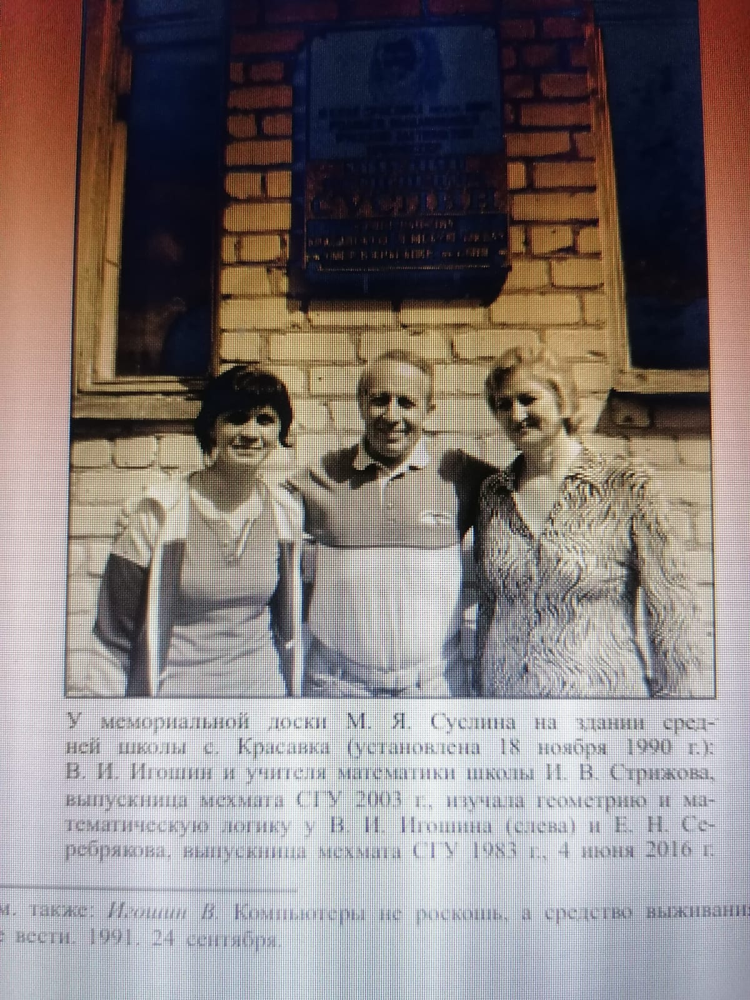 СУСЛИН
У мемориальной доски М. Я. Суслина на здании сред-
ней школы с. Красавка (установлена 18 ноября 1990 г.):
В. И. Игошин и учителя математики школы И. В. Стрижова,
выпускница мехмата СГУ 2003 г., изучала геометрию и ма-
тематическую логику у В. И. Игошина (слева) и Е. Н. Се-
ребрякова, выпускница мехмата СГУ 1983 г., 4 июня 2016 г.
м. также: Игошин В. Компьютеры не роскошь, а средство выживани
е вести. 1991. 24 сентября.